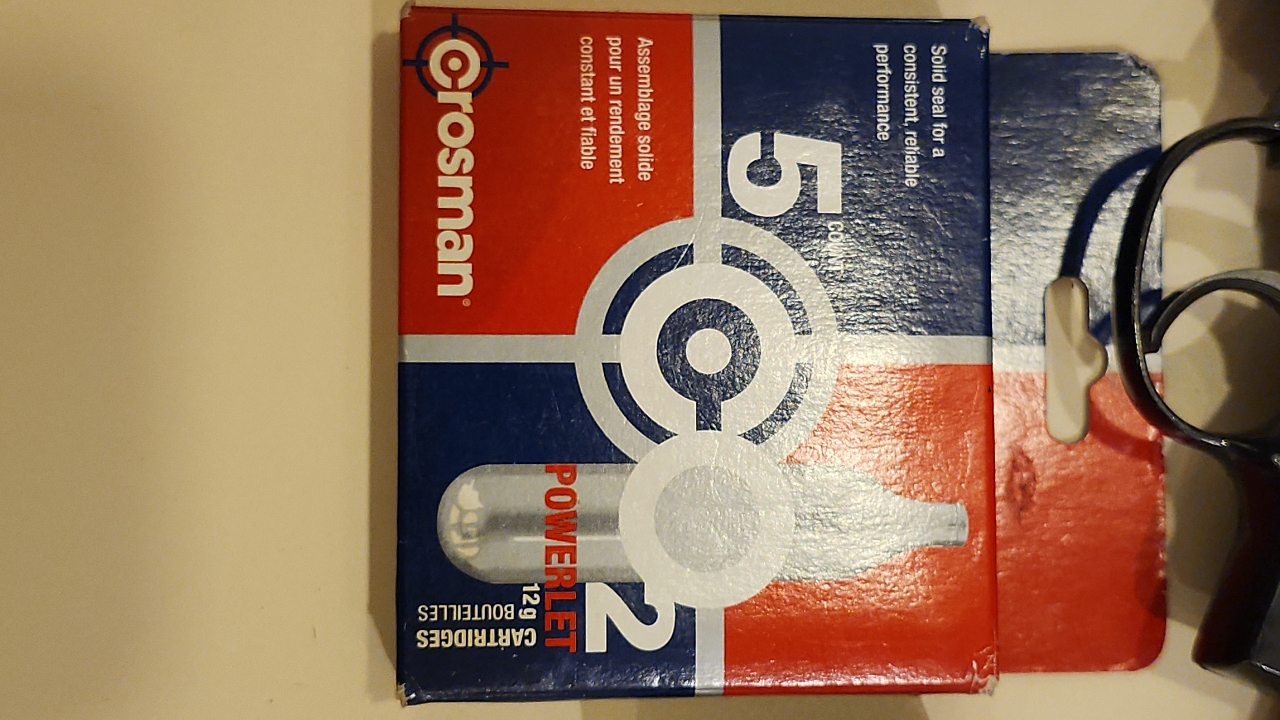 Solid seal for a
consistent, reliable
performance
5 COUNT
Assemblage solide
pour un rendement
constant et fiable
CO2
POWERLET
12g
CARTRIDGES
BOUTEILLES
Crosman®